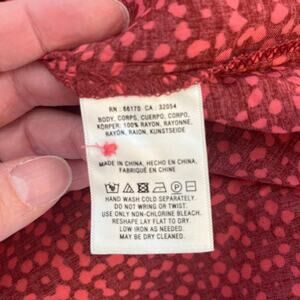 RN : 66170 CA : 32054
BODY, CORPS, CUERPO, CORPO,
KÖRPER: 100% RAYON, RAYONNE,
RAYÓN, RAION, KUNSTSEIDE
MADE IN CHINA, HECHO EN CHINA,
FABRIQUÉ EN CHINE
HAND WASH COLD SEPARATELY.
DO NOT WRING OR TWIST.
USE ONLY NON-CHLORINE BLEACH.
RESHAPE LAY FLAT TO DRY.
LOW IRON AS NEEDED.
MAY BE DRY CLEANED.